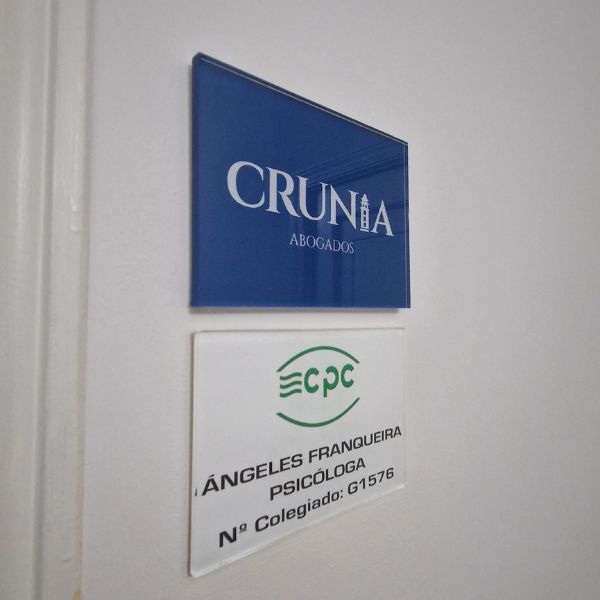 CRUNIA
ABOGADOS
cpc
ÁNGELES FRANQUEIRA
PSICÓLOGA
Nº Colegiado: G1576